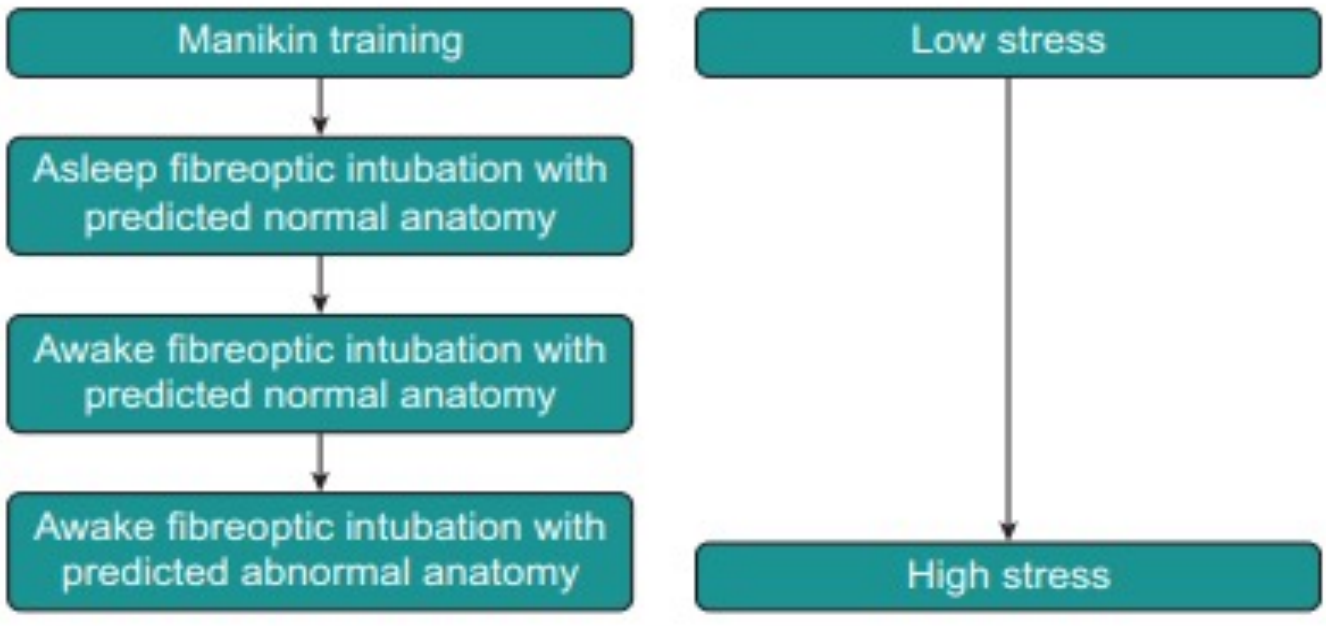 Manikin training
Asleep fibreoptic intubation with
predicted normal anatomy
Awake fibreoptic intubation with
predicted normal anatomy
Awake fibreoptic intubation with
predicted abnormal anatomy
Low stress
High stress